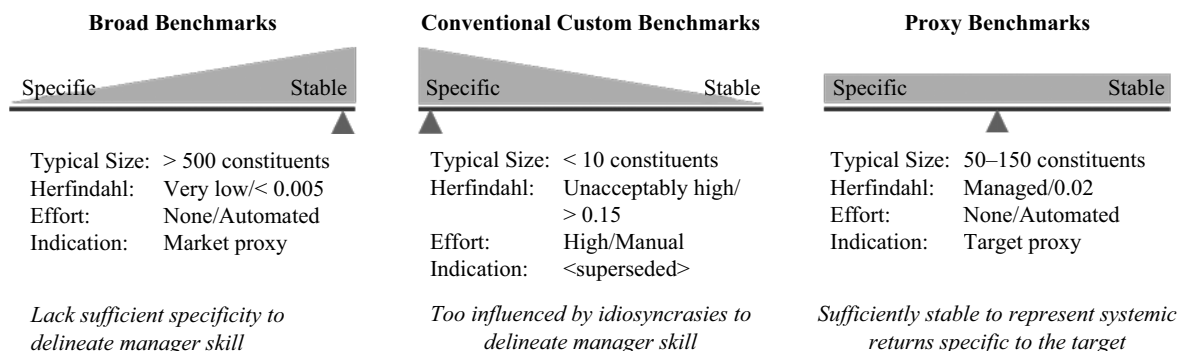 Broad Benchmarks
Specific Stable
Typical Size: > 500 constituents
Herfindahl: Very low/< 0.005
Effort: None/Automated
Indication: Market proxy
Lack sufficient specificity to
delineate manager skill
Conventional Custom Benchmarks
Specific Stable
Typical Size: < 10 constituents
Herfindahl: Unacceptably high/
> 0.15
Effort: High/Manual
Indication: <superseded>
Too influenced by idiosyncrasies to
delineate manager skill
Proxy Benchmarks
Specific Stable
Typical Size: 50–150 constituents
Herfindahl: Managed/0.02
Effort: None/Automated
Indication: Target proxy
Sufficiently stable to represent systemic
returns specific to the target